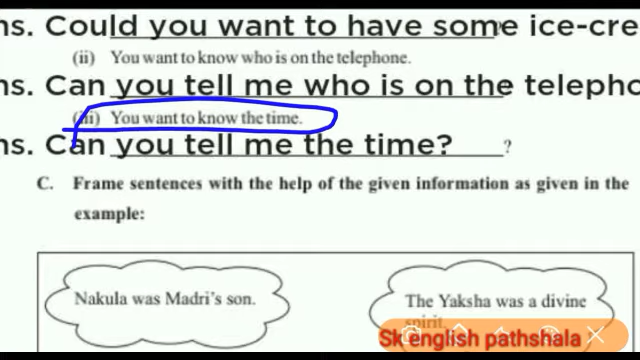 ns. Could you want to have some ice-cre
(ii) You want to know who is on the telephone.
ns. Can you tell me who is on the telepho
(iii) You want to know the time.
ns. Can you tell me the time? ?
C. Frame sentences with the help of the given information as given in the
example:
Nakula was Madri's son.
The Yaksha was a divine
spirit.
Sk english pathshala